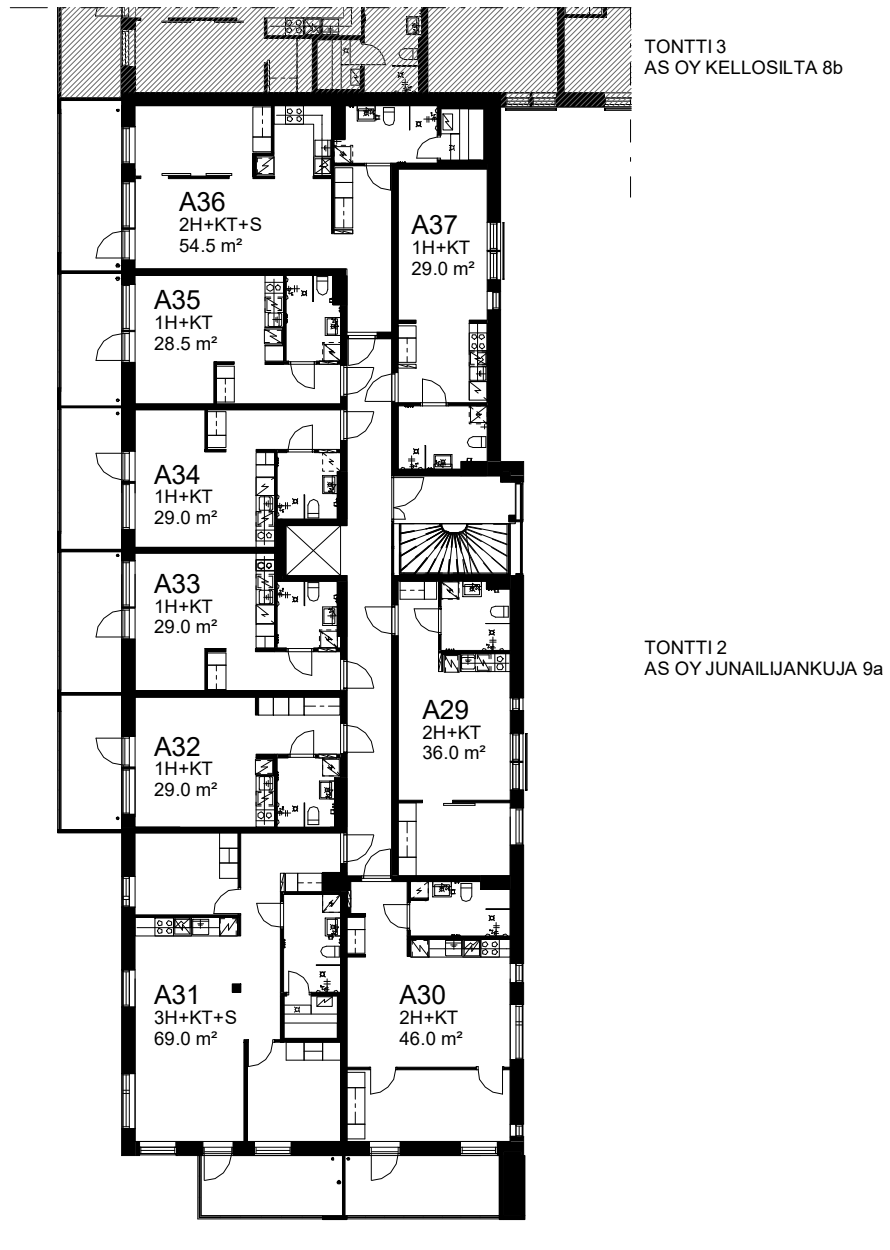 TONTTI 3
AS OY KELLOSILTA 8b
A36
2H+KT+S
54.5 m²
A37
1H+KT
29.0 m²
A35
1H+KT
28.5 m²
A34
1H+KT
29.0 m²
A33
1H+KT
29.0 m²
TONTTI 2
AS OY JUNAILIJANKUJA 9a
A29
2H+KT
36.0 m²
A32
1H+KT
29.0 m²
A31
3H+KT+S
69.0 m²
A30
2H+KT
46.0 m²